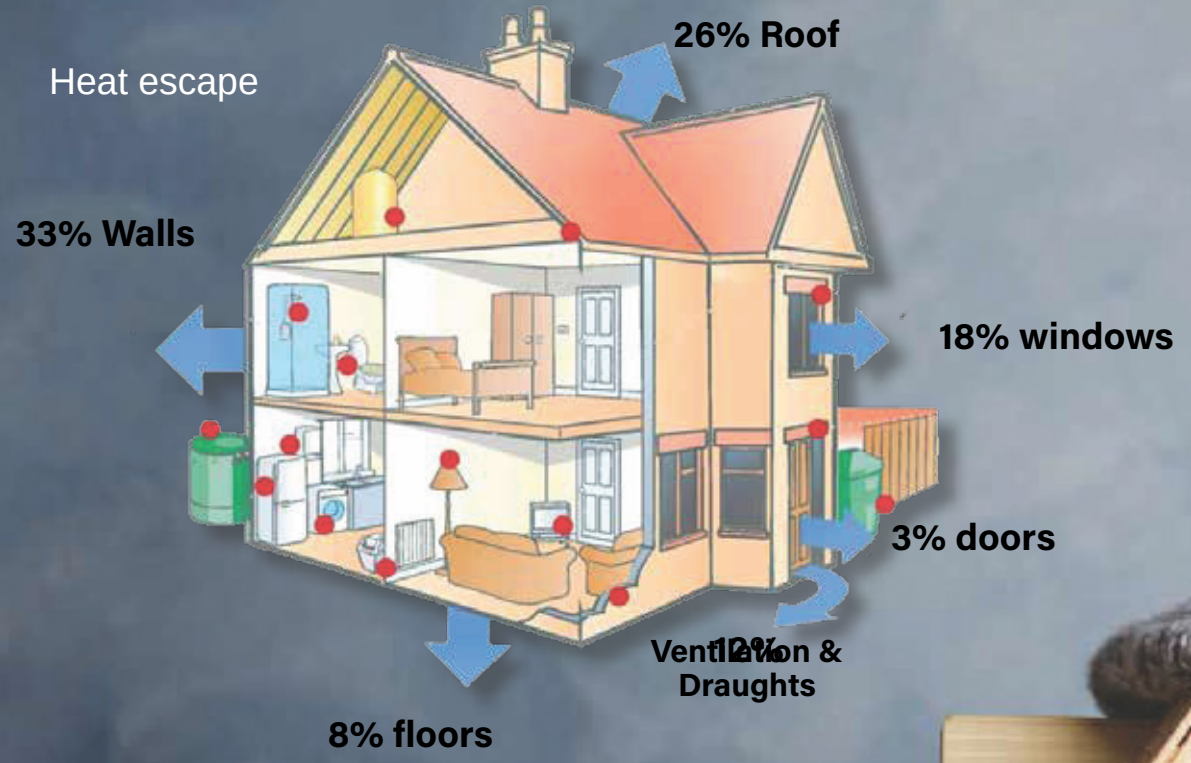 26% Roof
Heat escape
33% Walls
18% windows
3% doors
12%
Ventilation &
Draughts
8% floors